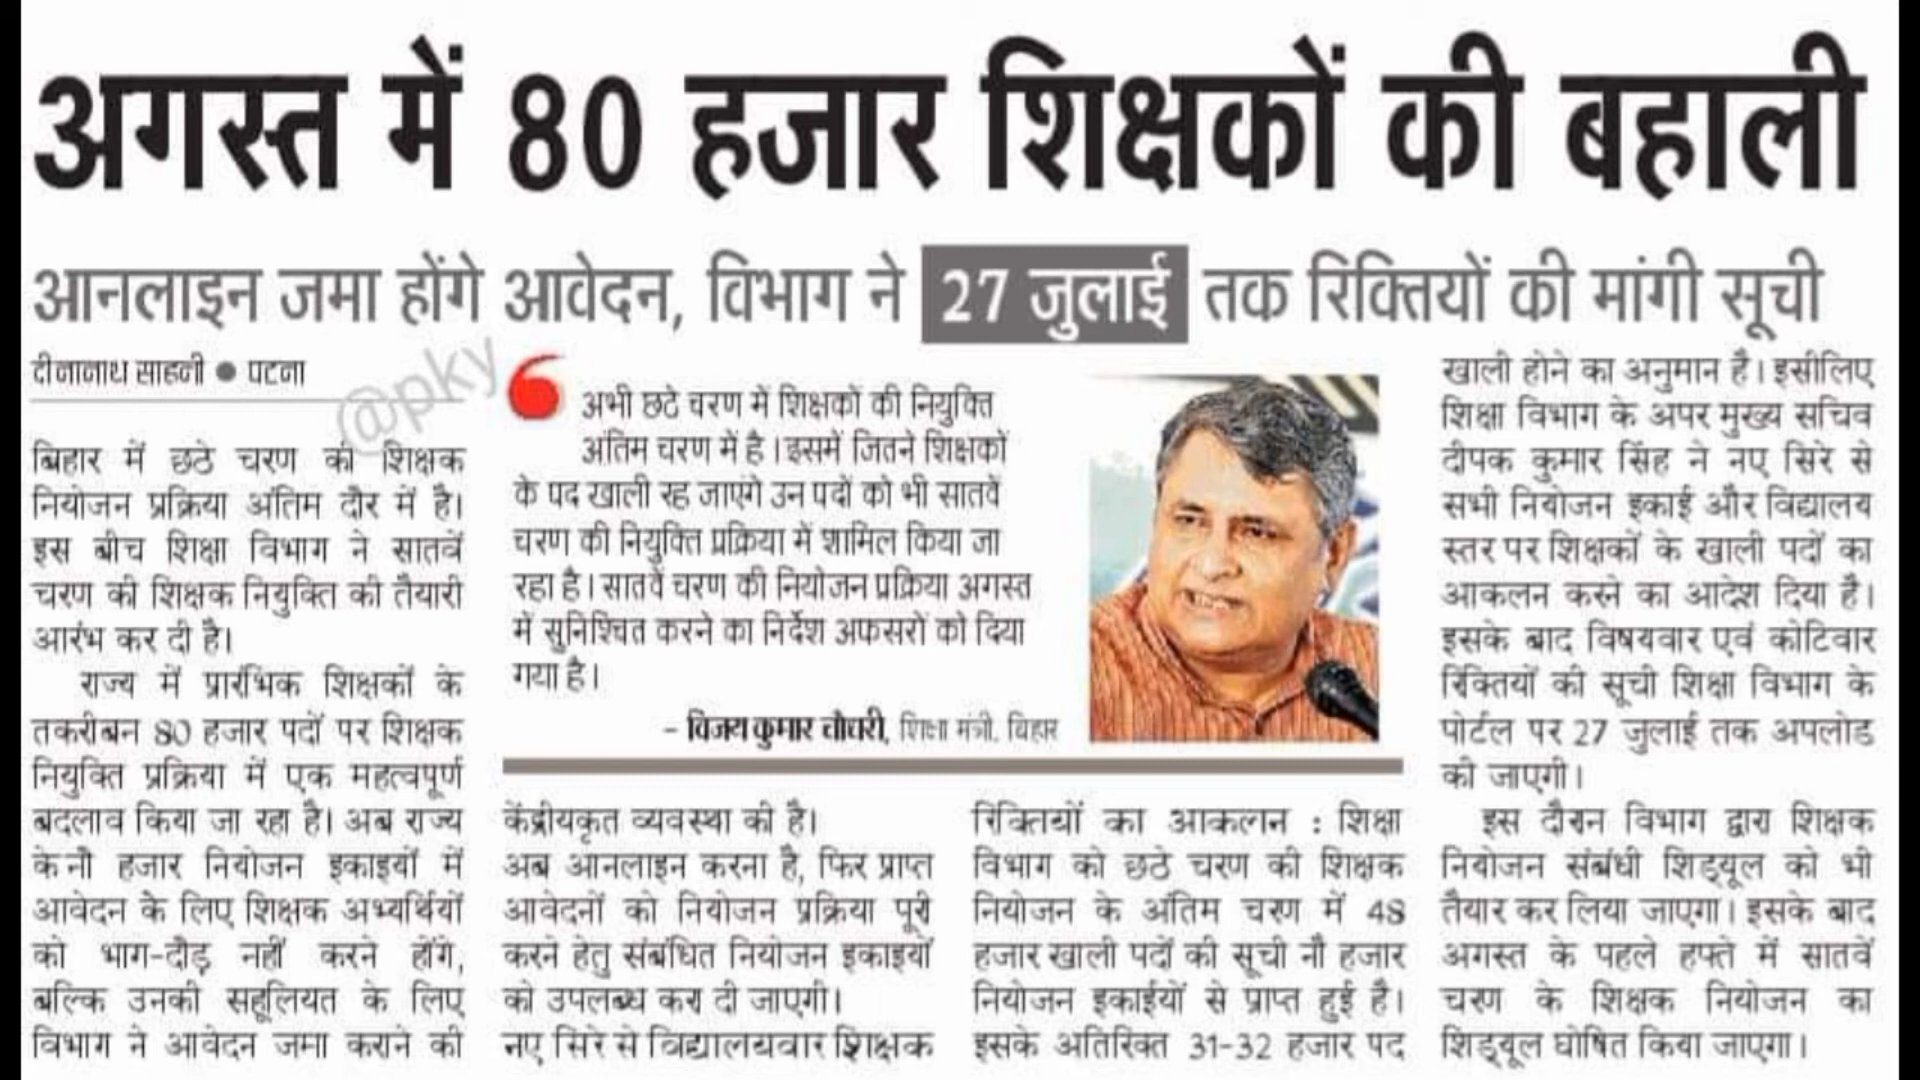 अगस्त में 80 हजार शिक्षकों की बहाली
आनलाइन जमा होंगे आवेदन, विभाग ने 27 जुलाई तक रिक्तियों की मांगी सूची
दीनानाथ साहनी ● पटना
@pky
बिहार में छठे चरण की शिक्षक
नियोजन प्रक्रिया अंतिम दौर में है।
इस बीच शिक्षा विभाग ने सातवें
चरण की शिक्षक नियुक्ति की तैयारी
आरंभ कर दी है।
राज्य में प्रारंभिक शिक्षकों के
तकरीबन 80 हजार पदों पर शिक्षक
नियुक्ति प्रक्रिया में एक महत्वपूर्ण
बदलाव किया जा रहा है। अब राज्य
के नौ हजार नियोजन इकाइयों में
आवेदन के लिए शिक्षक अभ्यर्थियों
को भाग-दौड़ नहीं करने होंगे,
बल्कि उनकी सहूलियत के लिए
विभाग ने आवेदन जमा कराने की
अभी छठे चरण में शिक्षकों की नियुक्ति
अंतिम चरण में है। इसमें जितने शिक्षकों
के पद खाली रह जाएंगे उन पदों को भी सातवें
चरण की नियुक्ति प्रक्रिया में शामिल किया जा
रहा है। सातवें चरण की नियोजन प्रक्रिया अगस्त
में सुनिश्चित करने का निर्देश अफसरों को दिया
गया है।
- विजय कुमार चौधरी, शिक्षा मंत्री, बिहार
केंद्रीयकृत व्यवस्था की है।
अब आनलाइन करना है, फिर प्राप्त
आवेदनों को नियोजन प्रक्रिया पूरी
करने हेतु संबंधित नियोजन इकाइयों
को उपलब्ध करा दी जाएगी।
नए सिरे से विद्यालयवार शिक्षक
रिक्तियों का आकलन : शिक्षा
विभाग को छठे चरण की शिक्षक
नियोजन के अंतिम चरण में 48
हजार खाली पदों की सूची नौ हजार
नियोजन इकाईयों से प्राप्त हुई है।
इसके अतिरिक्त 31-32 हजार पद
खाली होने का अनुमान है। इसीलिए
शिक्षा विभाग के अपर मुख्य सचिव
दीपक कुमार सिंह ने नए सिरे से
सभी नियोजन इकाई और विद्यालय
स्तर पर शिक्षकों के खाली पदों का
आकलन करने का आदेश दिया है।
इसके बाद विषयवार एवं कोटिवार
रिक्तियों की सूची शिक्षा विभाग के
पोर्टल पर 27 जुलाई तक अपलोड
की जाएगी।
इस दौरान विभाग द्वारा शिक्षक
नियोजन संबंधी शिड्यूल को भी
तैयार कर लिया जाएगा। इसके बाद
अगस्त के पहले हफ्ते में सातवें
चरण के शिक्षक नियोजन का
शिड्यूल घोषित किया जाएगा।